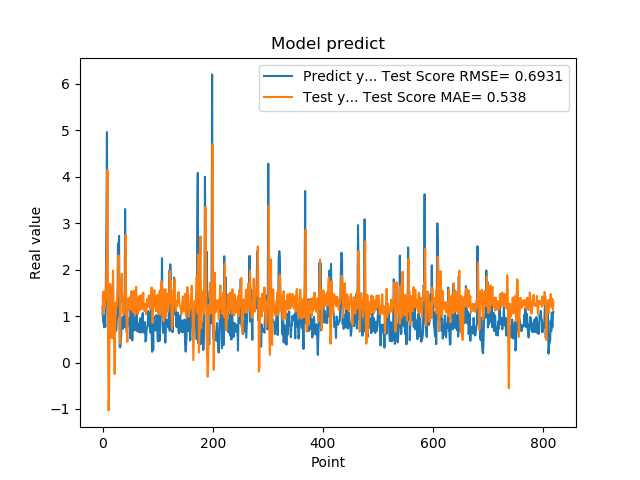 Model predict
Predict y... Test Score RMSE= 0.6931
Test y... Test Score MAE= 0.538
Real value
6
5
4
3
2
1
0
−1
0 200 400 600 800
Point